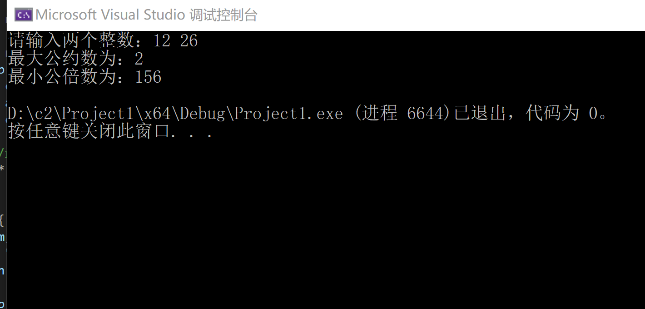 Microsoft Visual Studio 调试控制台
请输入两个整数：12 26
最大公约数为：2
最小公倍数为：156
D:\c2\Project1\x64\Debug\Project1.exe (进程 6644)已退出，代码为 0。
按任意键关闭此窗口. . .